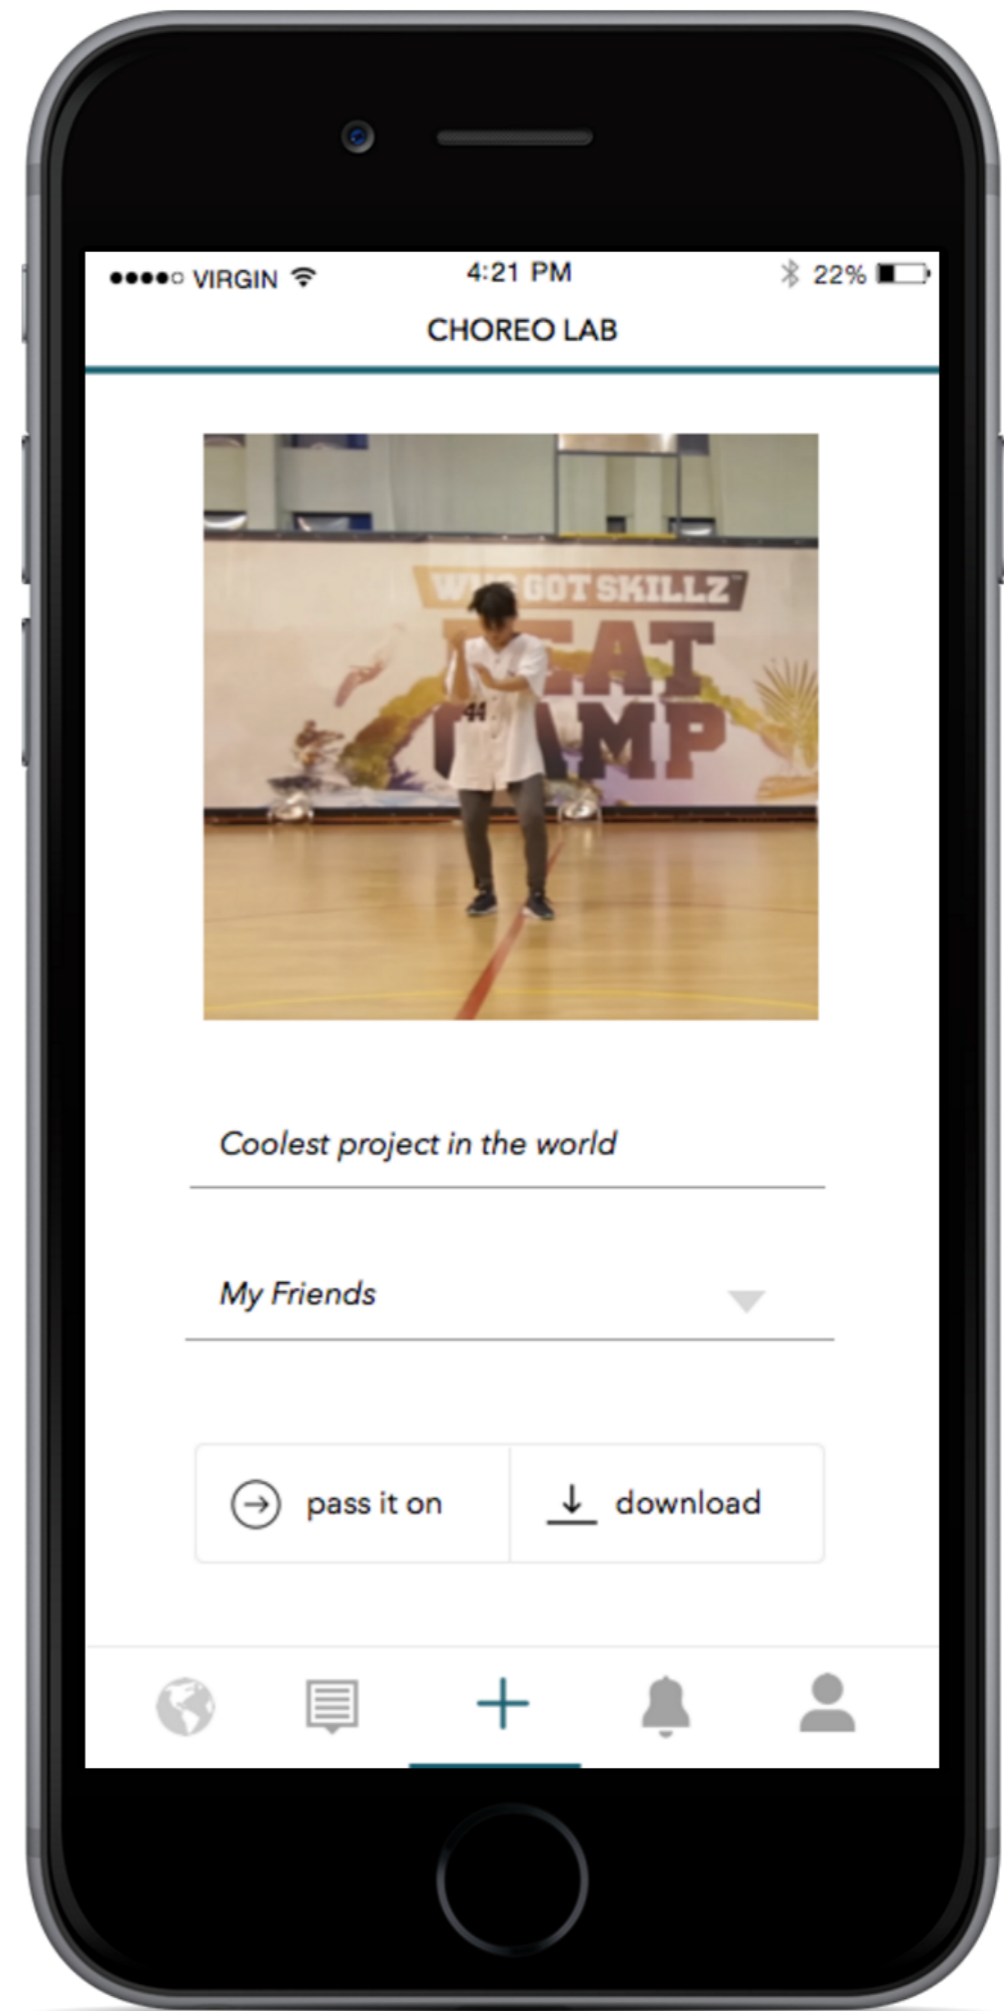 VIRGIN 4:21 PM 22%
CHOREO LAB
GOT SKILLZ™
44
Coolest project in the world
My Friends
pass it on download